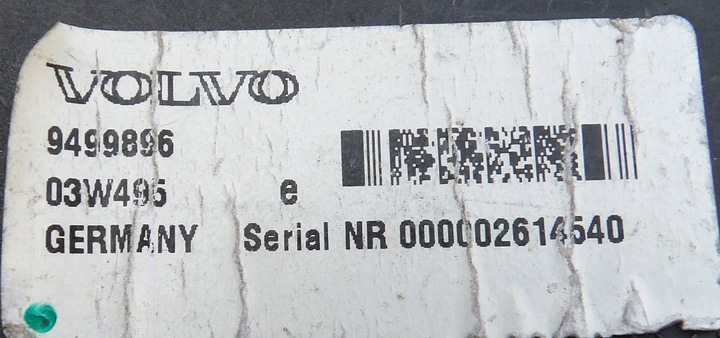 VOLVO
9499896
03W495 e
GERMANY Serial NR 000002614540